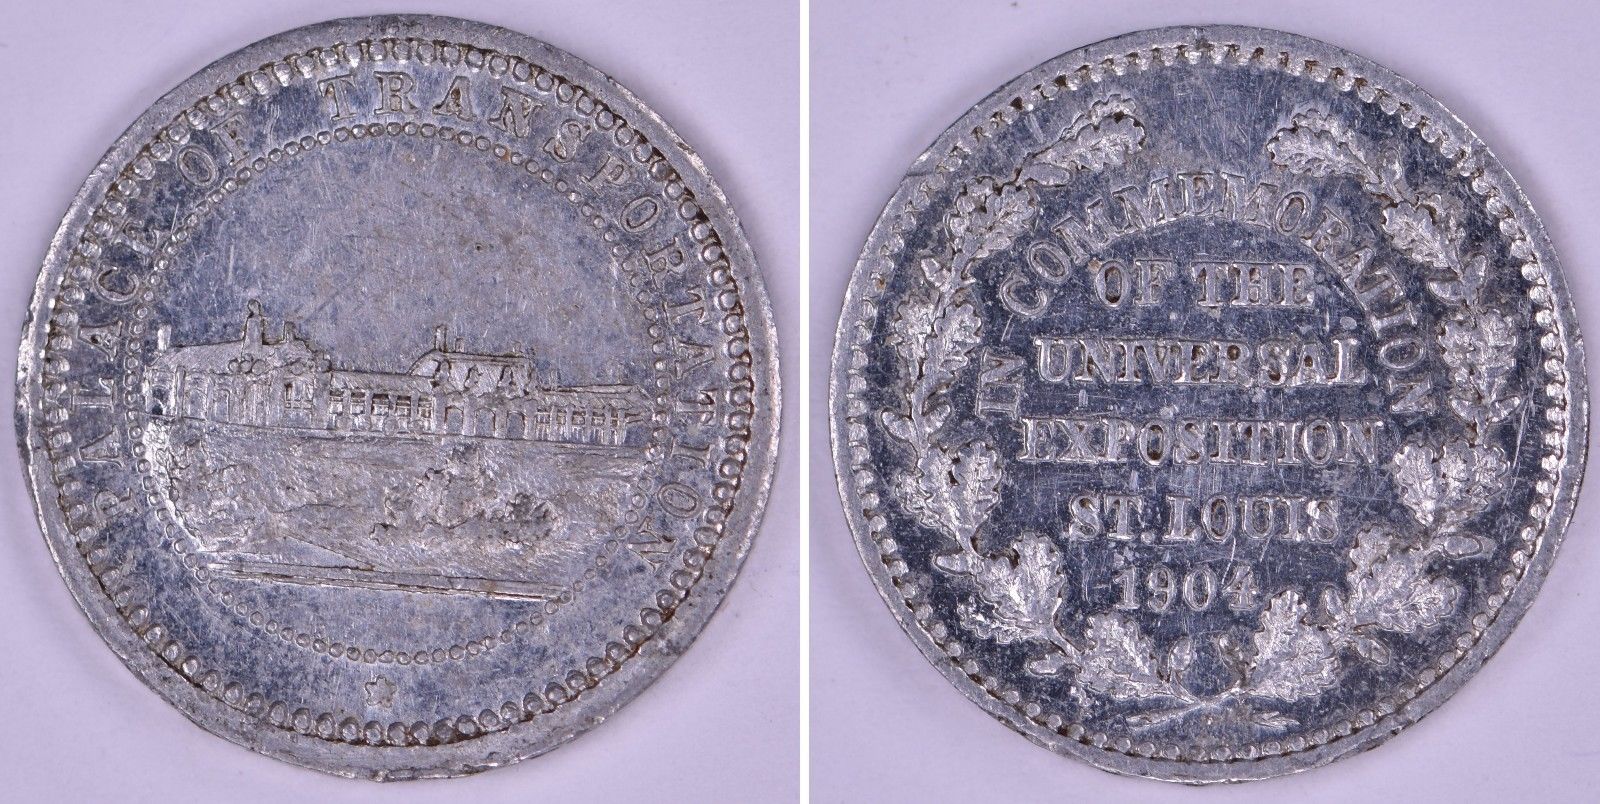 PALACE OF TRANSPORTATION
IN COMMEMORATION
OF THE
UNIVERSAL
EXPOSITION
ST. LOUIS
1904